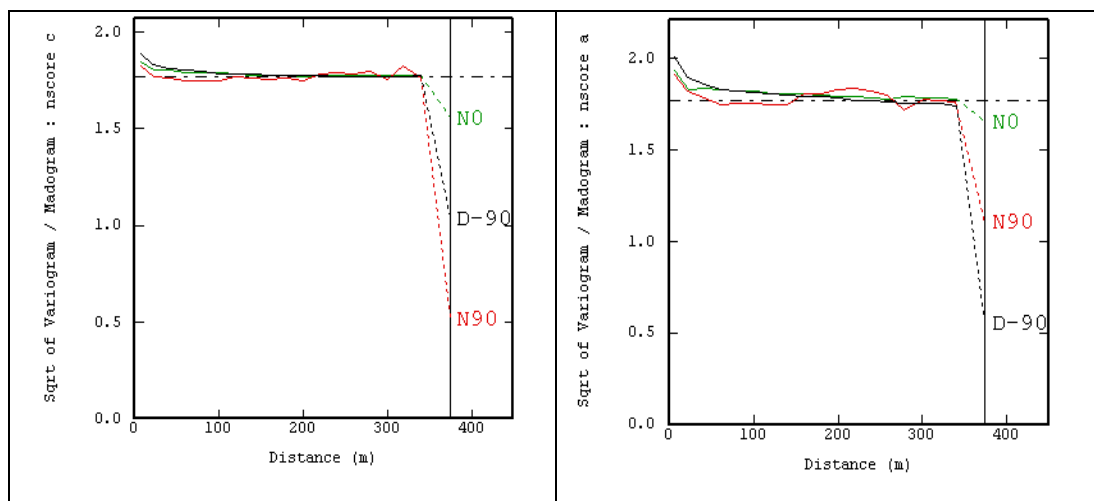 Sqrt of Variogram / Madogram : nscore c
2.0
1.5
1.0
0.5
0.0
N0
D-90
N90
0 100 200 300 400
Distance (m)
Sqrt of Variogram / Madogram : nscore a
2.0
1.5
1.0
0.5
0.0
N0
N90
D-90
0 100 200 300 400
Distance (m)